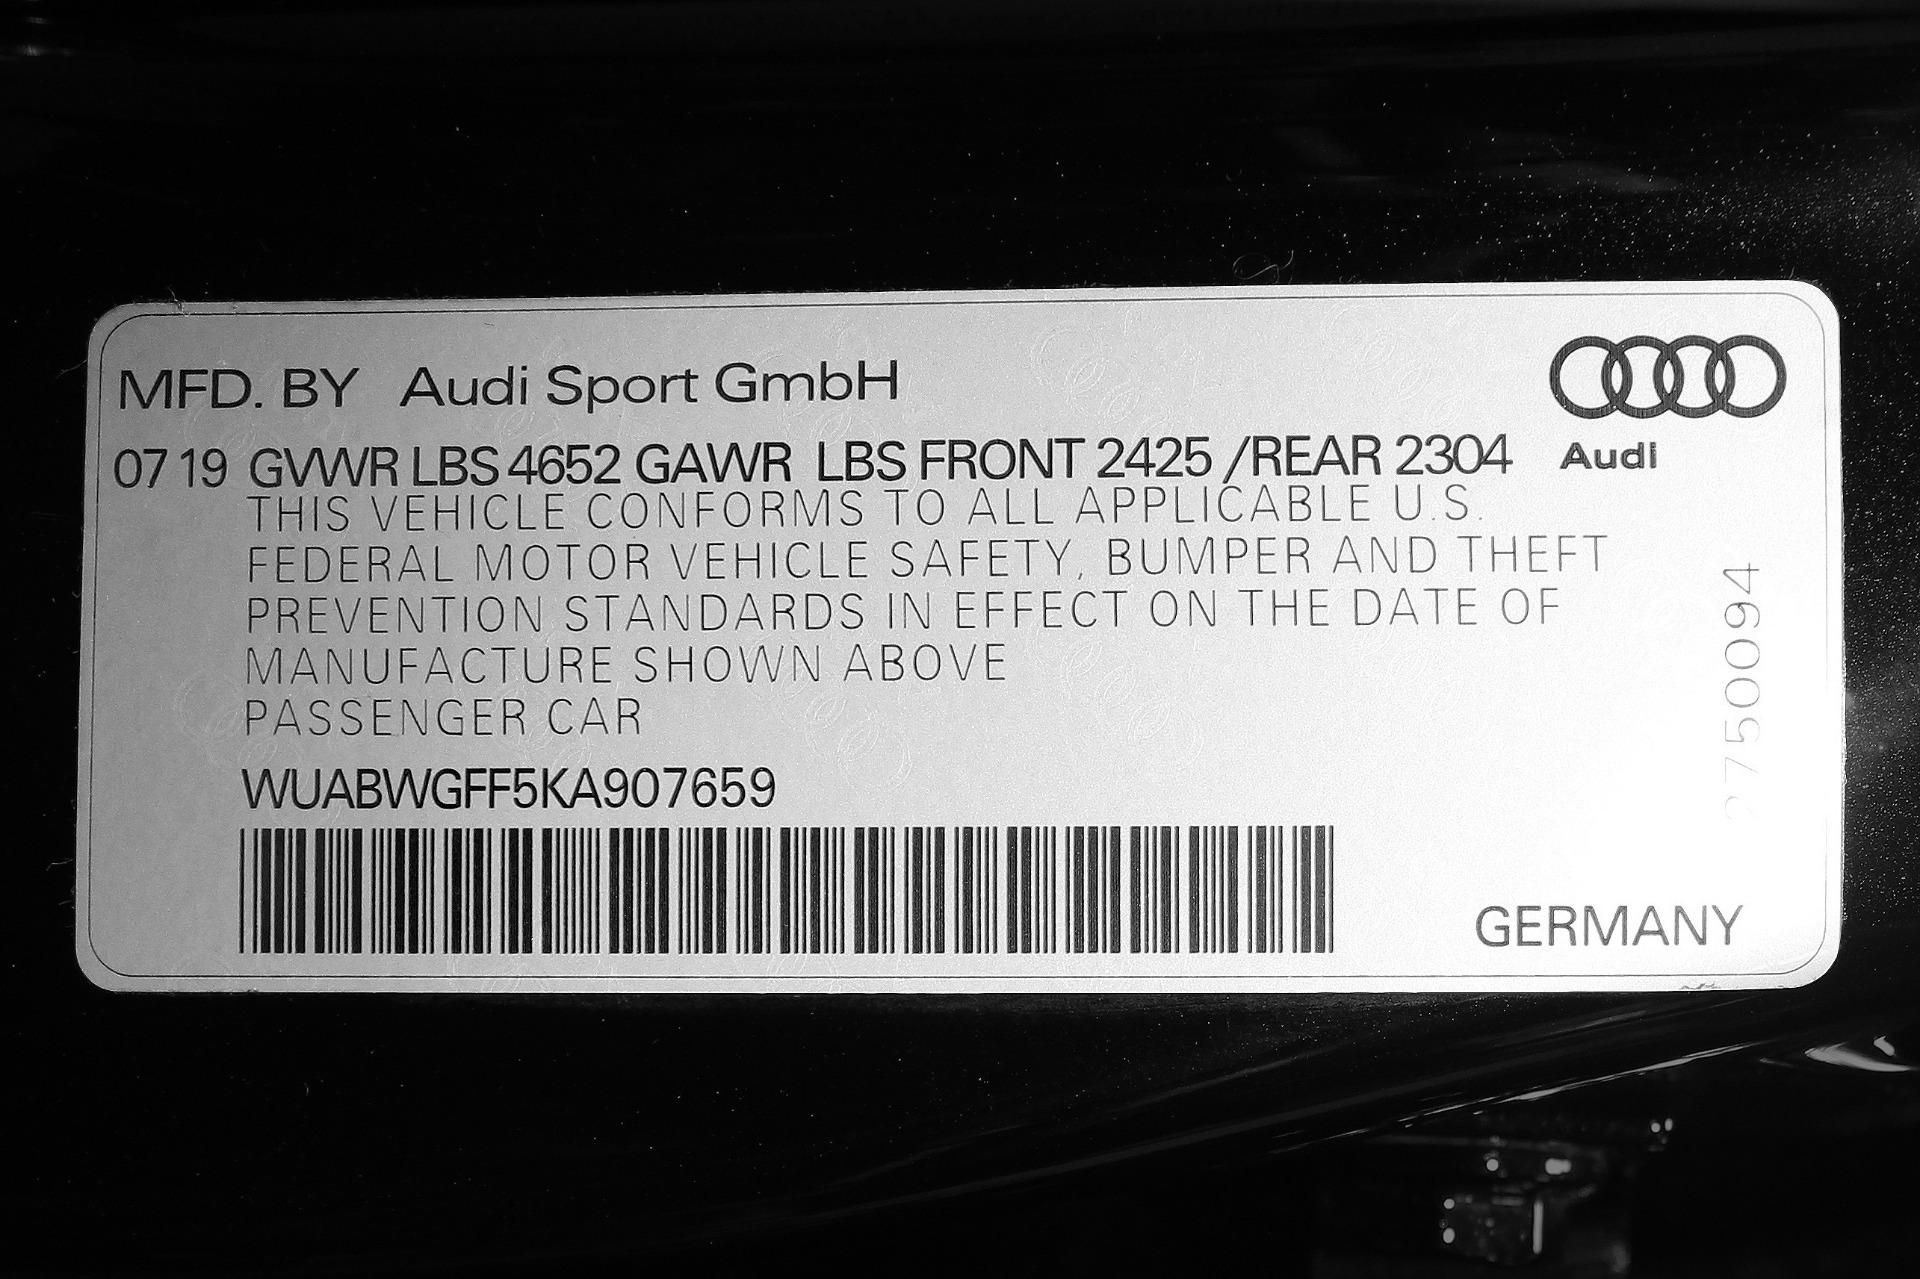 MFD. BY Audi Sport GmbH
07 19 GVWR LBS 4652 GAWR LBS FRONT 2425 /REAR 2304
Audi
THIS VEHICLE CONFORMS TO ALL APPLICABLE U.S.
FEDERAL MOTOR VEHICLE SAFETY, BUMPER AND THEFT
PREVENTION STANDARDS IN EFFECT ON THE DATE OF
MANUFACTURE SHOWN ABOVE
PASSENGER CAR
2750094
WUABWGFF5KA907659
GERMANY